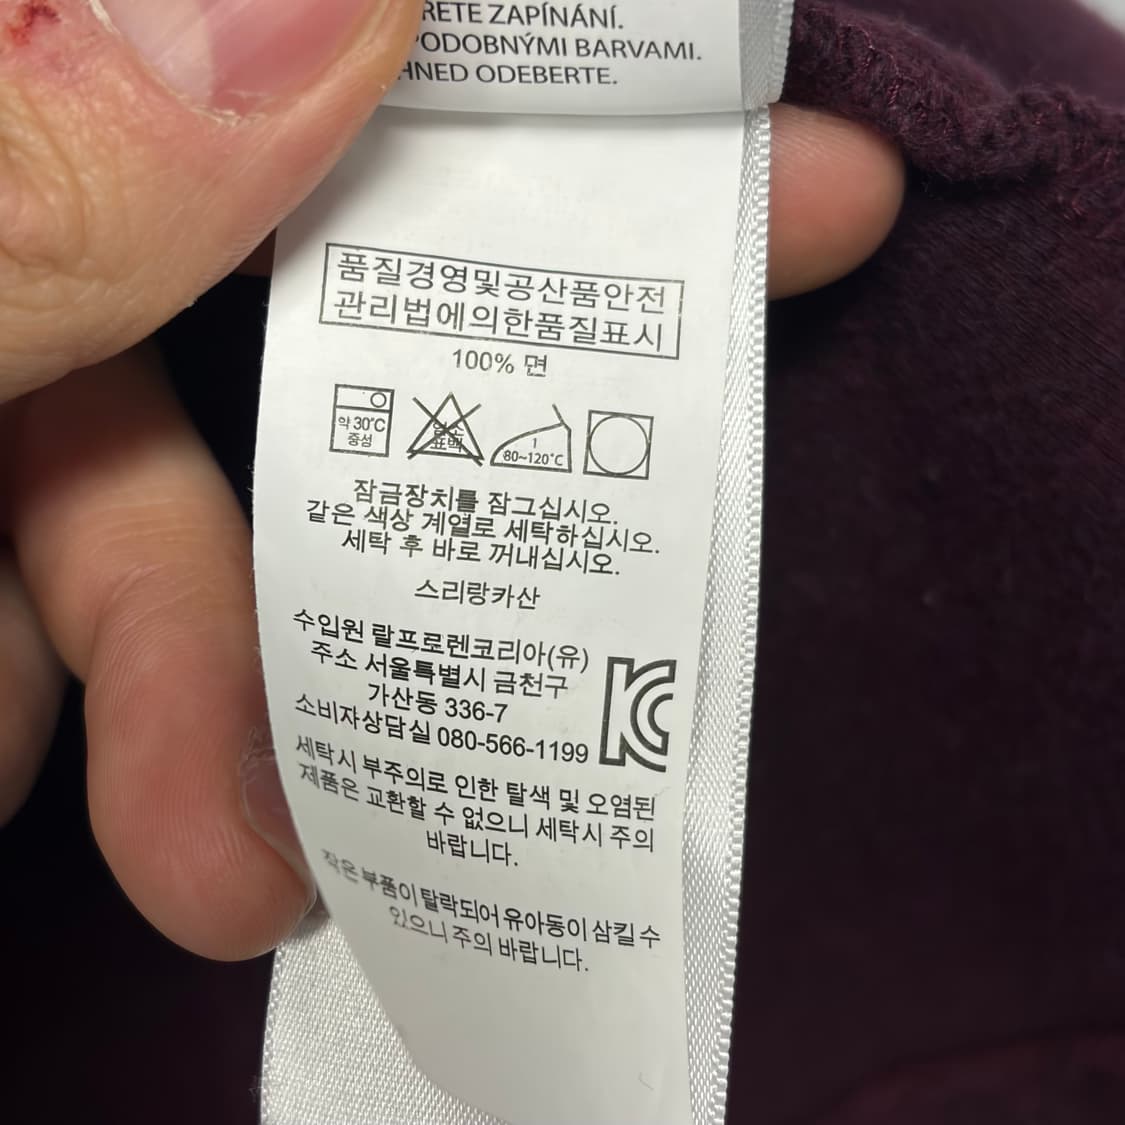 RETE ZAPÍNÁNÍ.
PODOBNÝMI BARVAMI.
HNED ODEBERTE.
품질경영및공산품안전
관리법에의한품질표시
100% 면
약 30˚C
중성
염소
표백
1
80~120˚C
잠금장치를 잠그십시오.
같은 색상 계열로 세탁하십시오.
세탁 후 바로 꺼내십시오.
스리랑카산
수입원 랄프로렌코리아(유)
주소 서울특별시 금천구
가산동 336-7
소비자상담실 080-566-1199
세탁시 부주의로 인한 탈색 및 오염된
제품은 교환할 수 없으니 세탁시 주의
바랍니다.
작은 부품이 탈락되어 유아동이 삼킬 수
있으니 주의 바랍니다.